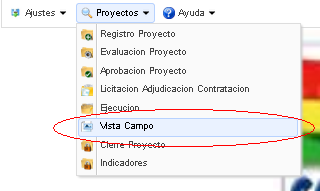 Ajustes Proyectos Ayuda
Registro Proyecto
Evaluacion Proyecto
Aprobacion Proyecto
Licitacion Adjudicacion Contratacion
Ejecucion
Vista Campo
Cierre Proyecto
Indicadores